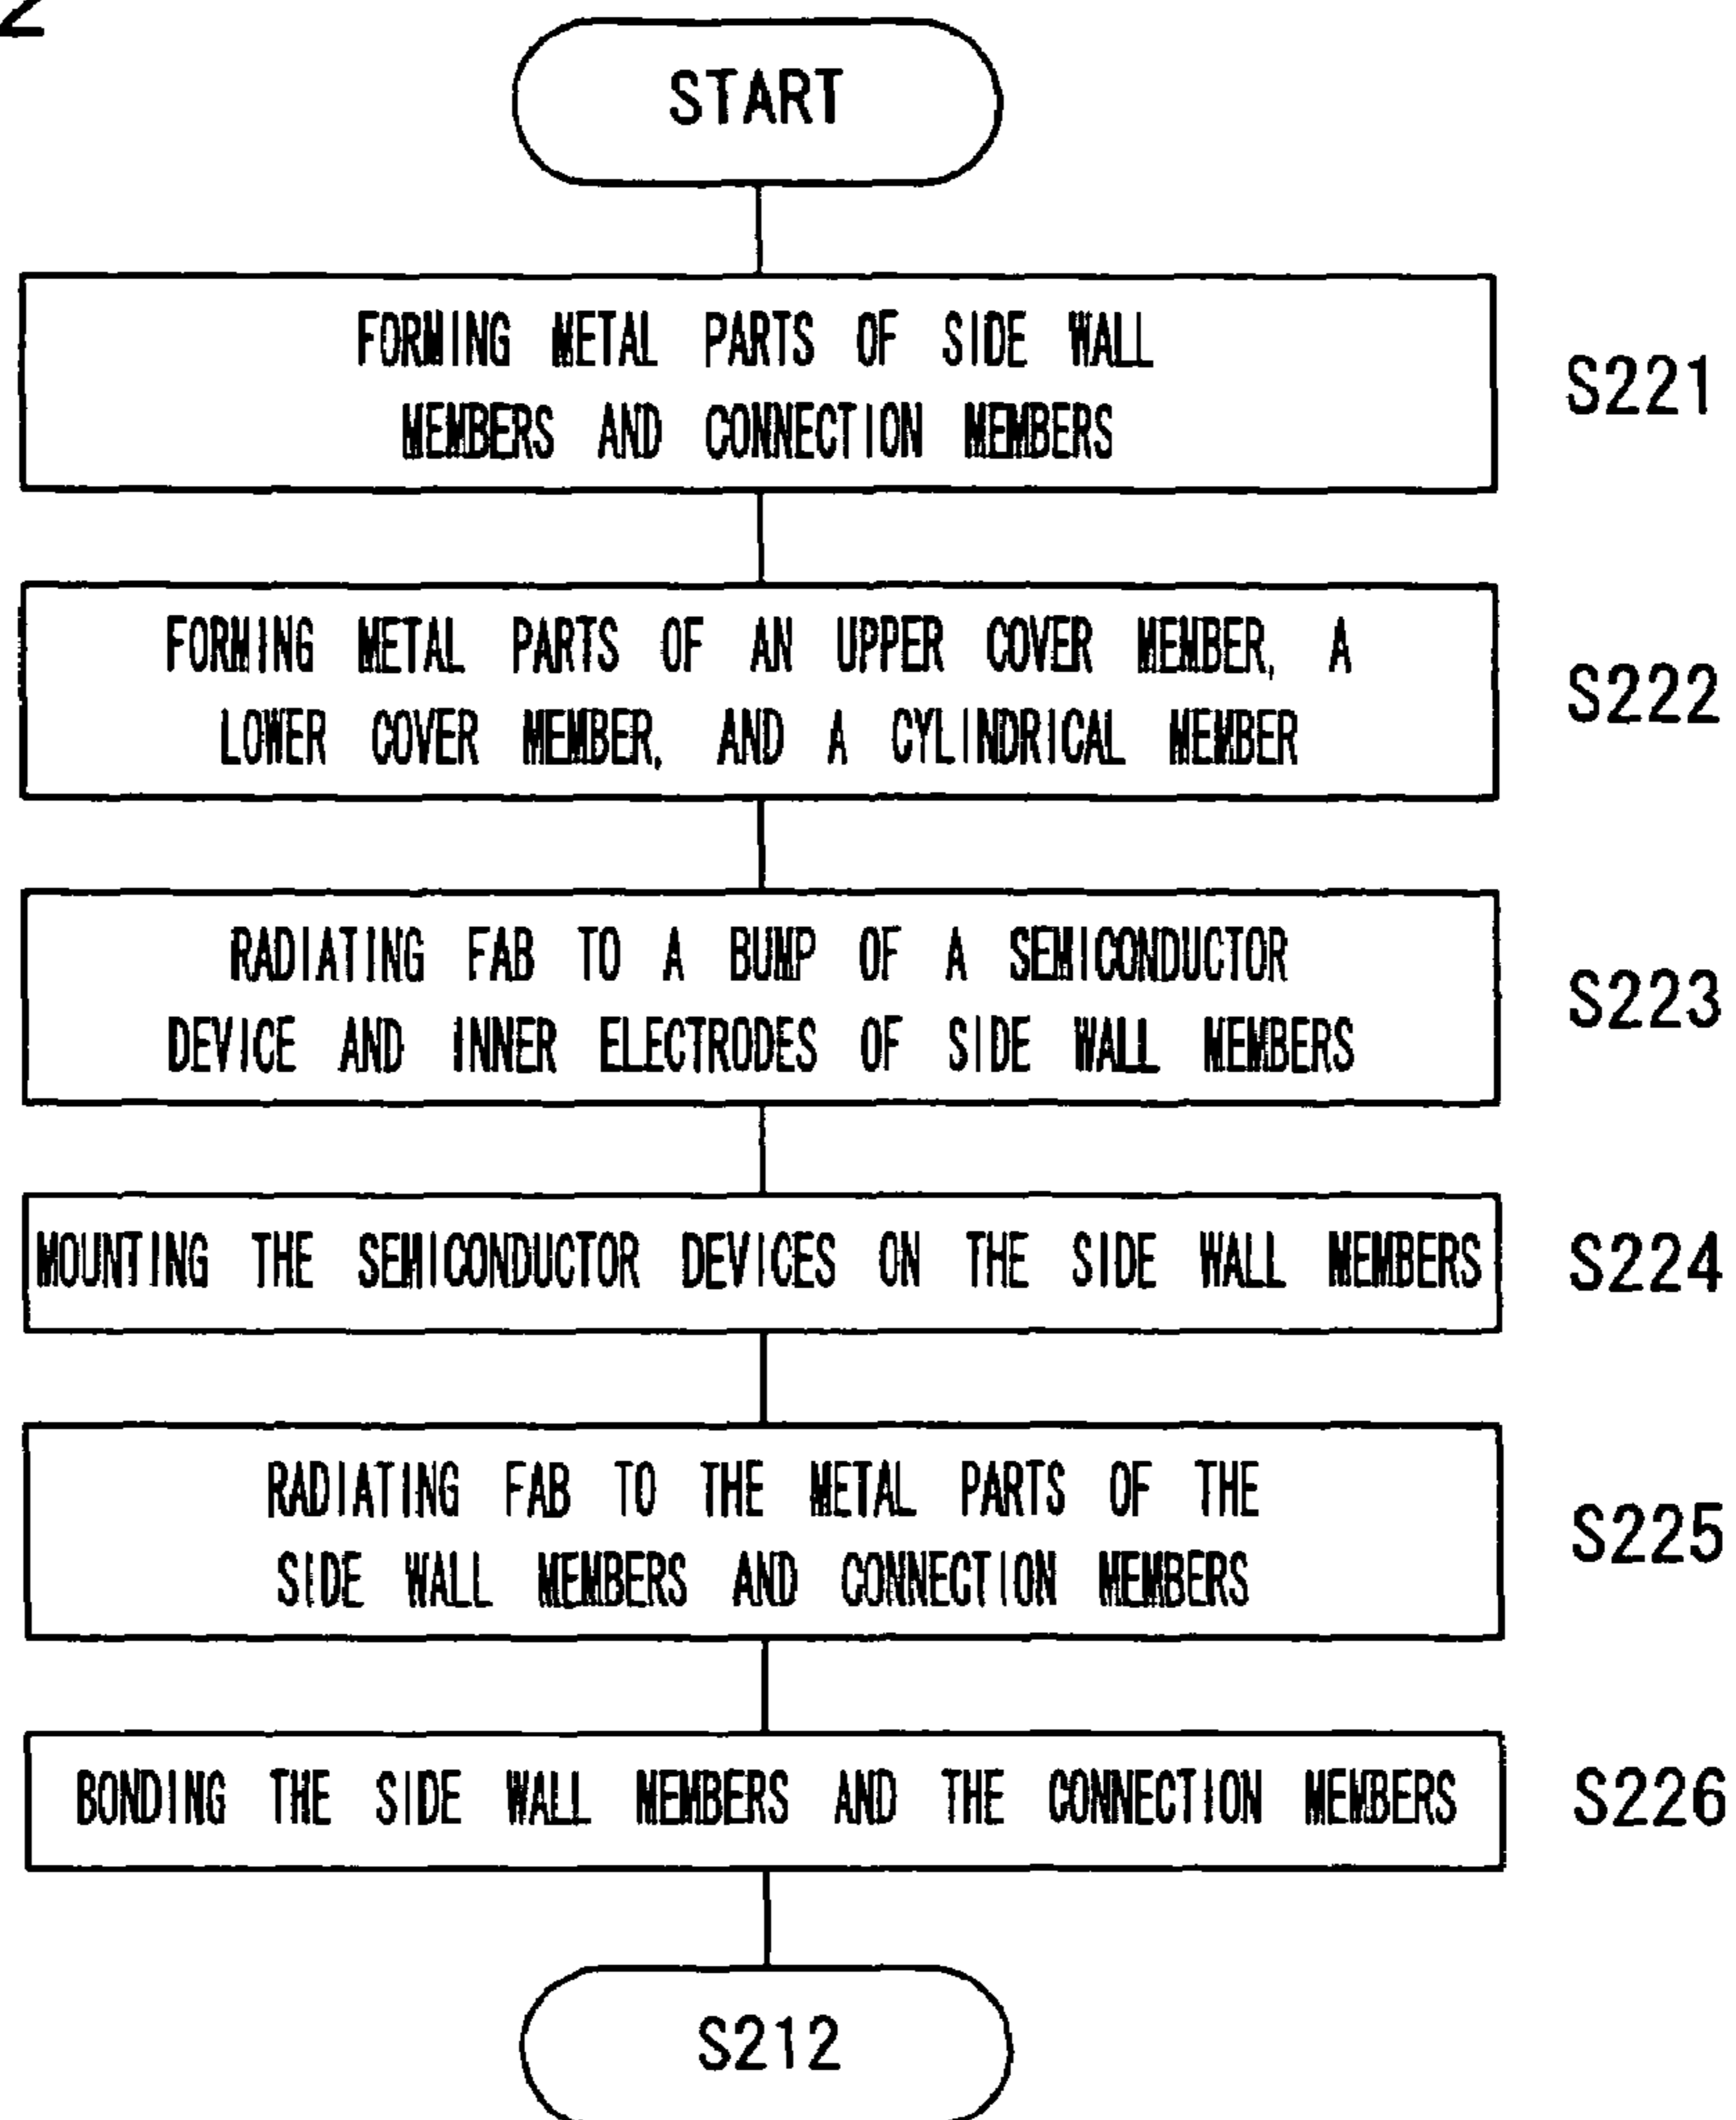 2
START
FORMING METAL PARTS OF SIDE WALL
MEMBERS AND CONNECTION MEMBERS
S221
FORMING METAL PARTS OF AN UPPER COVER MEMBER, A
LOWER COVER MEMBER, AND A CYLINDRICAL MEMBER
S222
RADIATING FAB TO A BUMP OF A SEMICONDUCTOR
DEVICE AND INNER ELECTRODES OF SIDE WALL MEMBERS
S223
MOUNTING THE SEMICONDUCTOR DEVICES ON THE SIDE WALL MEMBERS
S224
RADIATING FAB TO THE METAL PARTS OF THE
SIDE WALL MEMBERS AND CONNECTION MEMBERS
S225
BONDING THE SIDE WALL MEMBERS AND THE CONNECTION MEMBERS
S226
S212